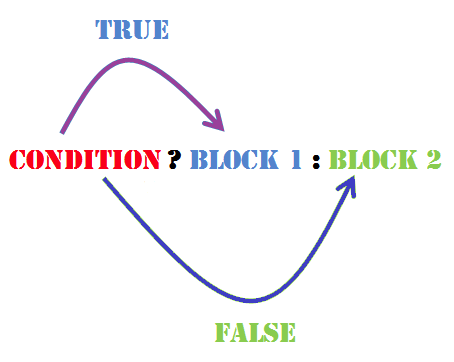 TRUE
CONDITION ? BLOCK 1 : BLOCK 2
FALSE